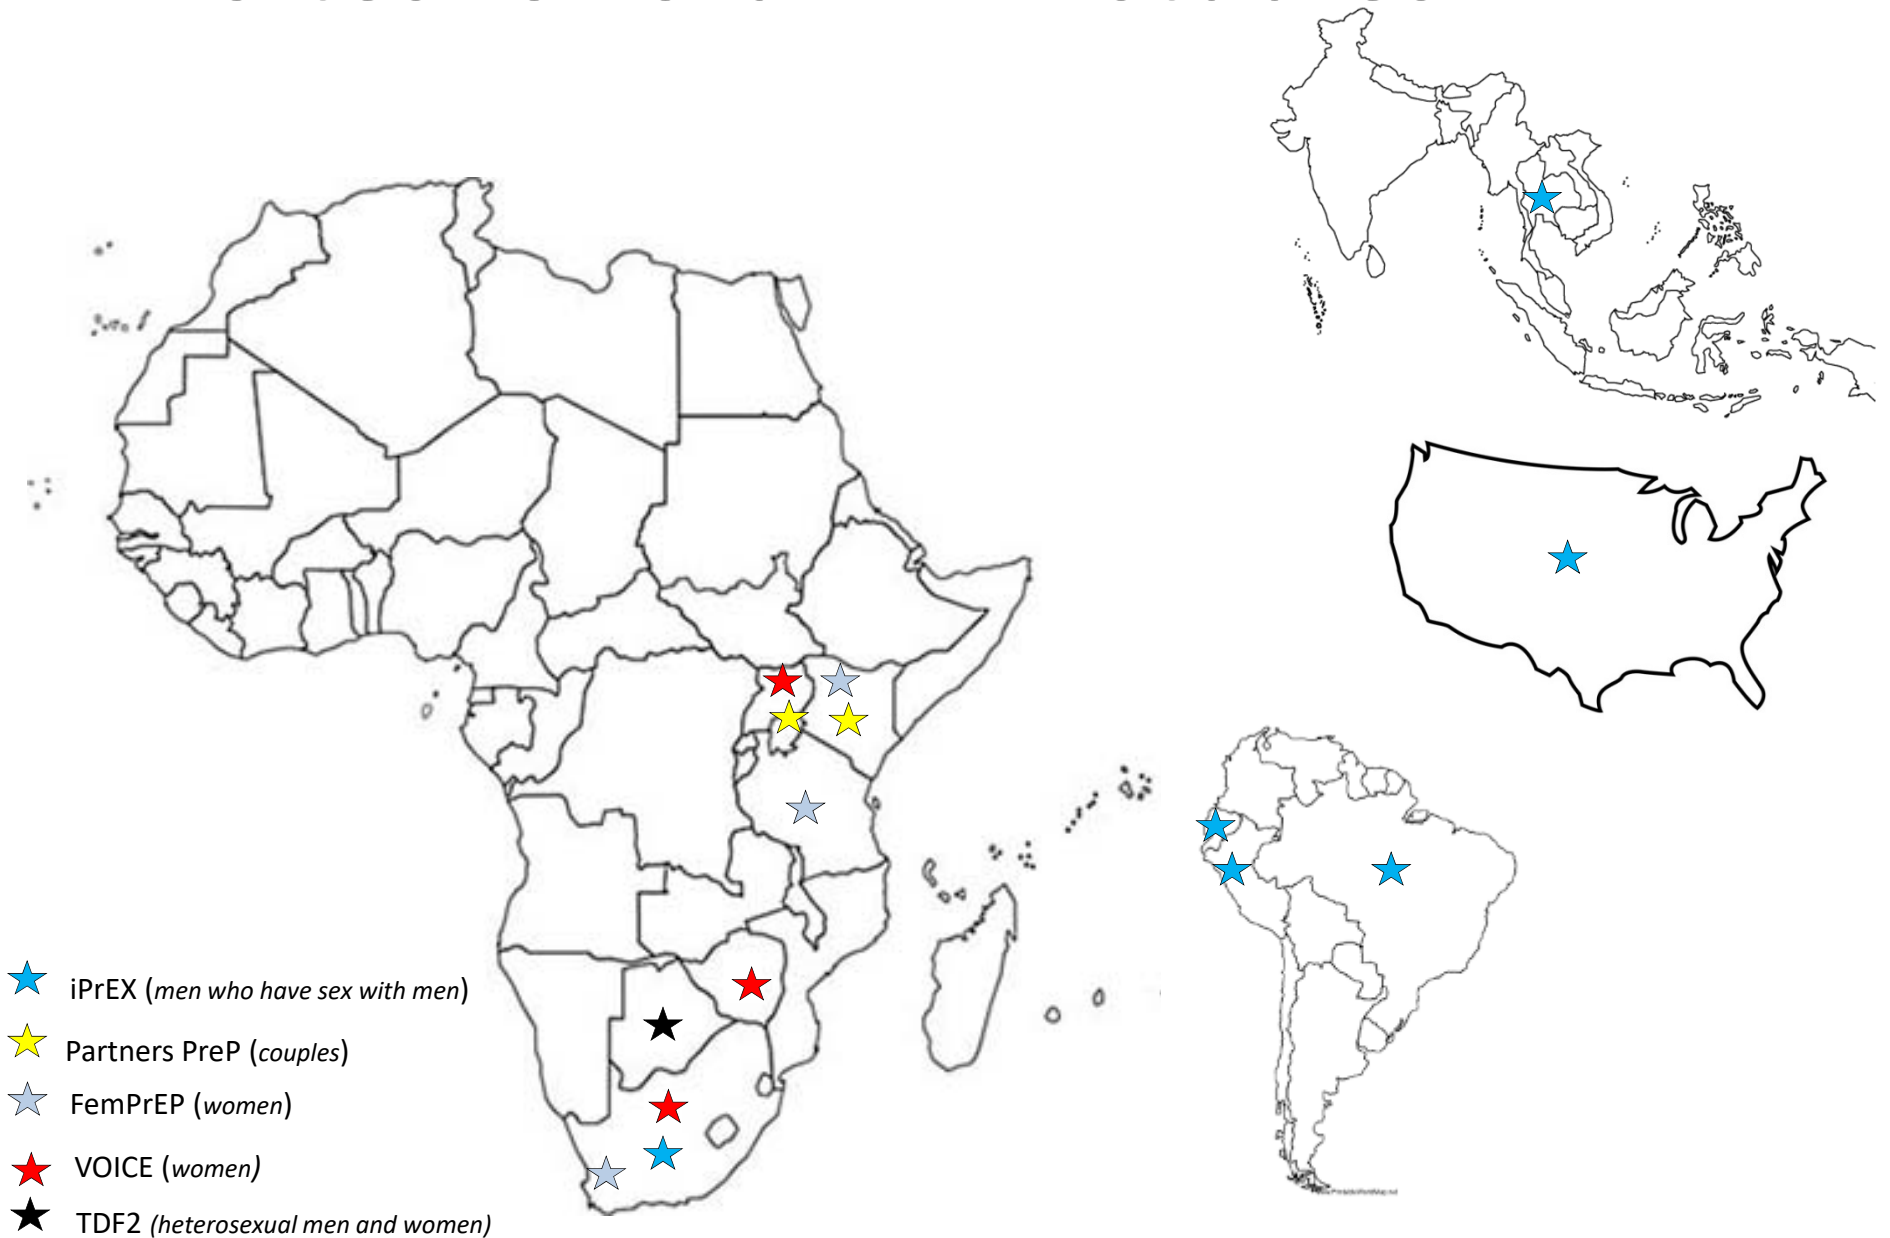 iPrEX (men who have sex with men)
Partners PreP (couples)
FemPrEP (women)
VOICE (women)
TDF2 (heterosexual men and women)